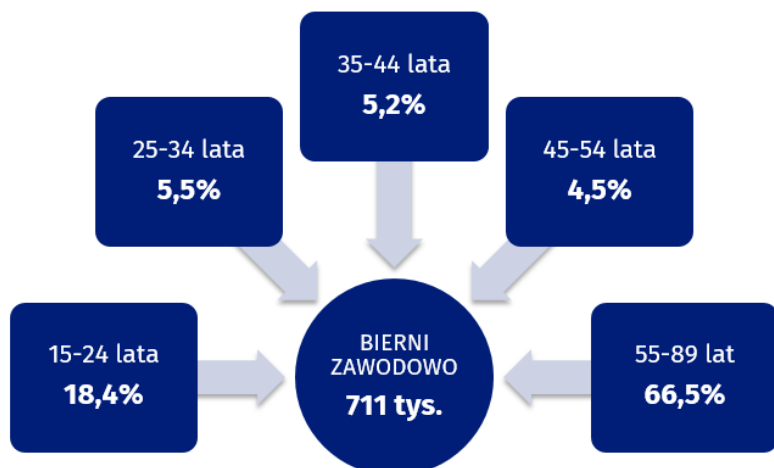 35-44 lata
5,2%
25-34 lata
5,5%
45-54 lata
4,5%
15-24 lata
18,4%
BIERNI
ZAWODOWO
711 tys.
55-89 lat
66,5%